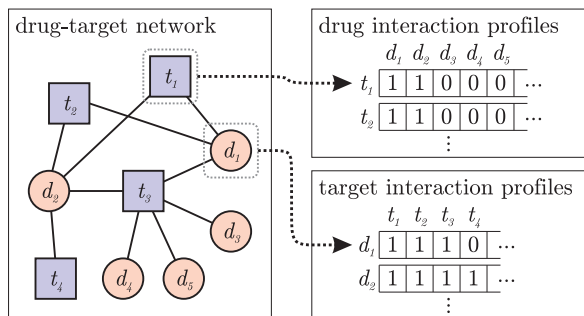 drug-target network
t1
t2
d1
d2
t3
d3
t4
d4
d5
drug interaction profiles
d1 d2 d3 d4 d5
t1 1 1 0 0 0 ...
t2 1 1 0 0 0 ...
⋮
target interaction profiles
t1 t2 t3 t4
d1 1 1 1 0 ...
d2 1 1 1 1 ...
⋮